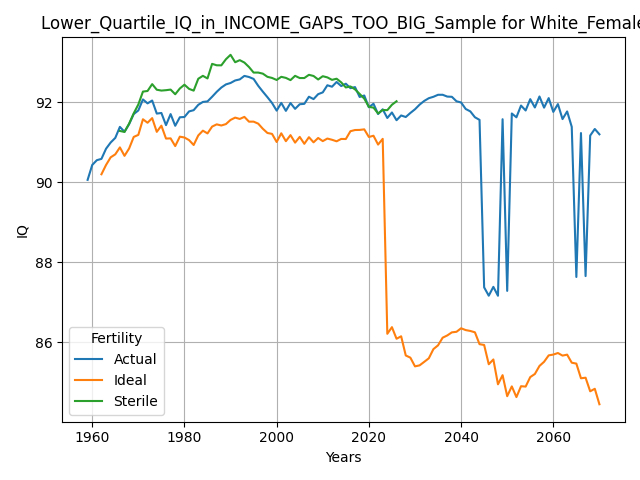 Lower_Quartile_IQ_in_INCOME_GAPS_TOO_BIG_Sample for White_Female
92
90
88
86
IQ
Fertility
Actual
Ideal
Sterile
1960 1980 2000 2020 2040 2060
Years